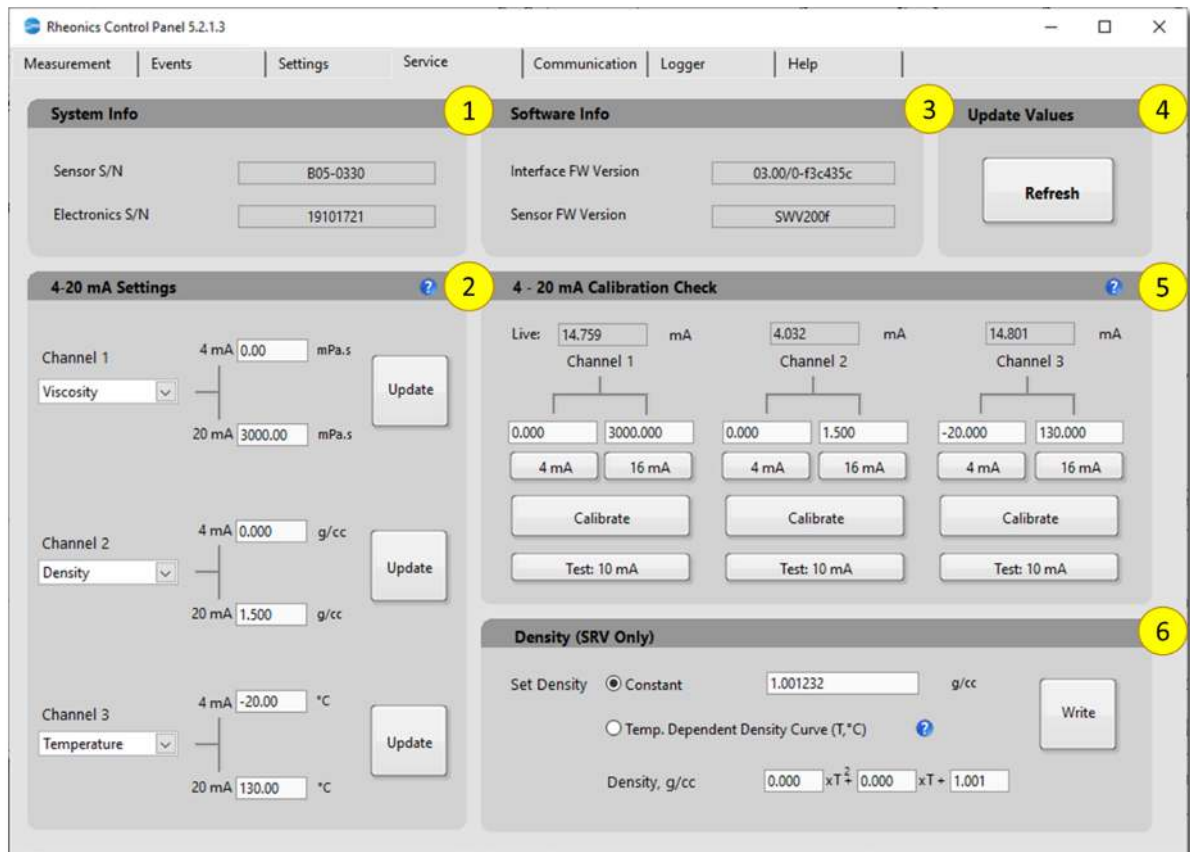 Rheonics Control Panel 5.2.1.3
Measurement Events Settings Service Communication Logger Help
System Info 1
Sensor S/N B05-0330
Electronics S/N 19101721
Software Info 3
Interface FW Version 03.00/0-f3c435c
Sensor FW Version SWV200f
Update Values 4
Refresh
4-20 mA Settings ? 2
Channel 1
Viscosity
4 mA 0.00 mPa.s
20 mA 3000.00 mPa.s
Update
Channel 2
Density
4 mA 0.000 g/cc
20 mA 1.500 g/cc
Update
Channel 3
Temperature
4 mA -20.00 °C
20 mA 130.00 °C
Update
4 - 20 mA Calibration Check ? 5
Live: 14.759 mA 4.032 mA 14.801 mA
Channel 1 Channel 2 Channel 3
0.000 3000.000 0.000 1.500 -20.000 130.000
4 mA 16 mA 4 mA 16 mA 4 mA 16 mA
Calibrate Calibrate Calibrate
Test: 10 mA Test: 10 mA Test: 10 mA
Density (SRV Only) 6
Set Density Constant 1.001232 g/cc
Temp. Dependent Density Curve (T,°C) ?
Write
Density, g/cc 0.000 xT² + 0.000 xT + 1.001